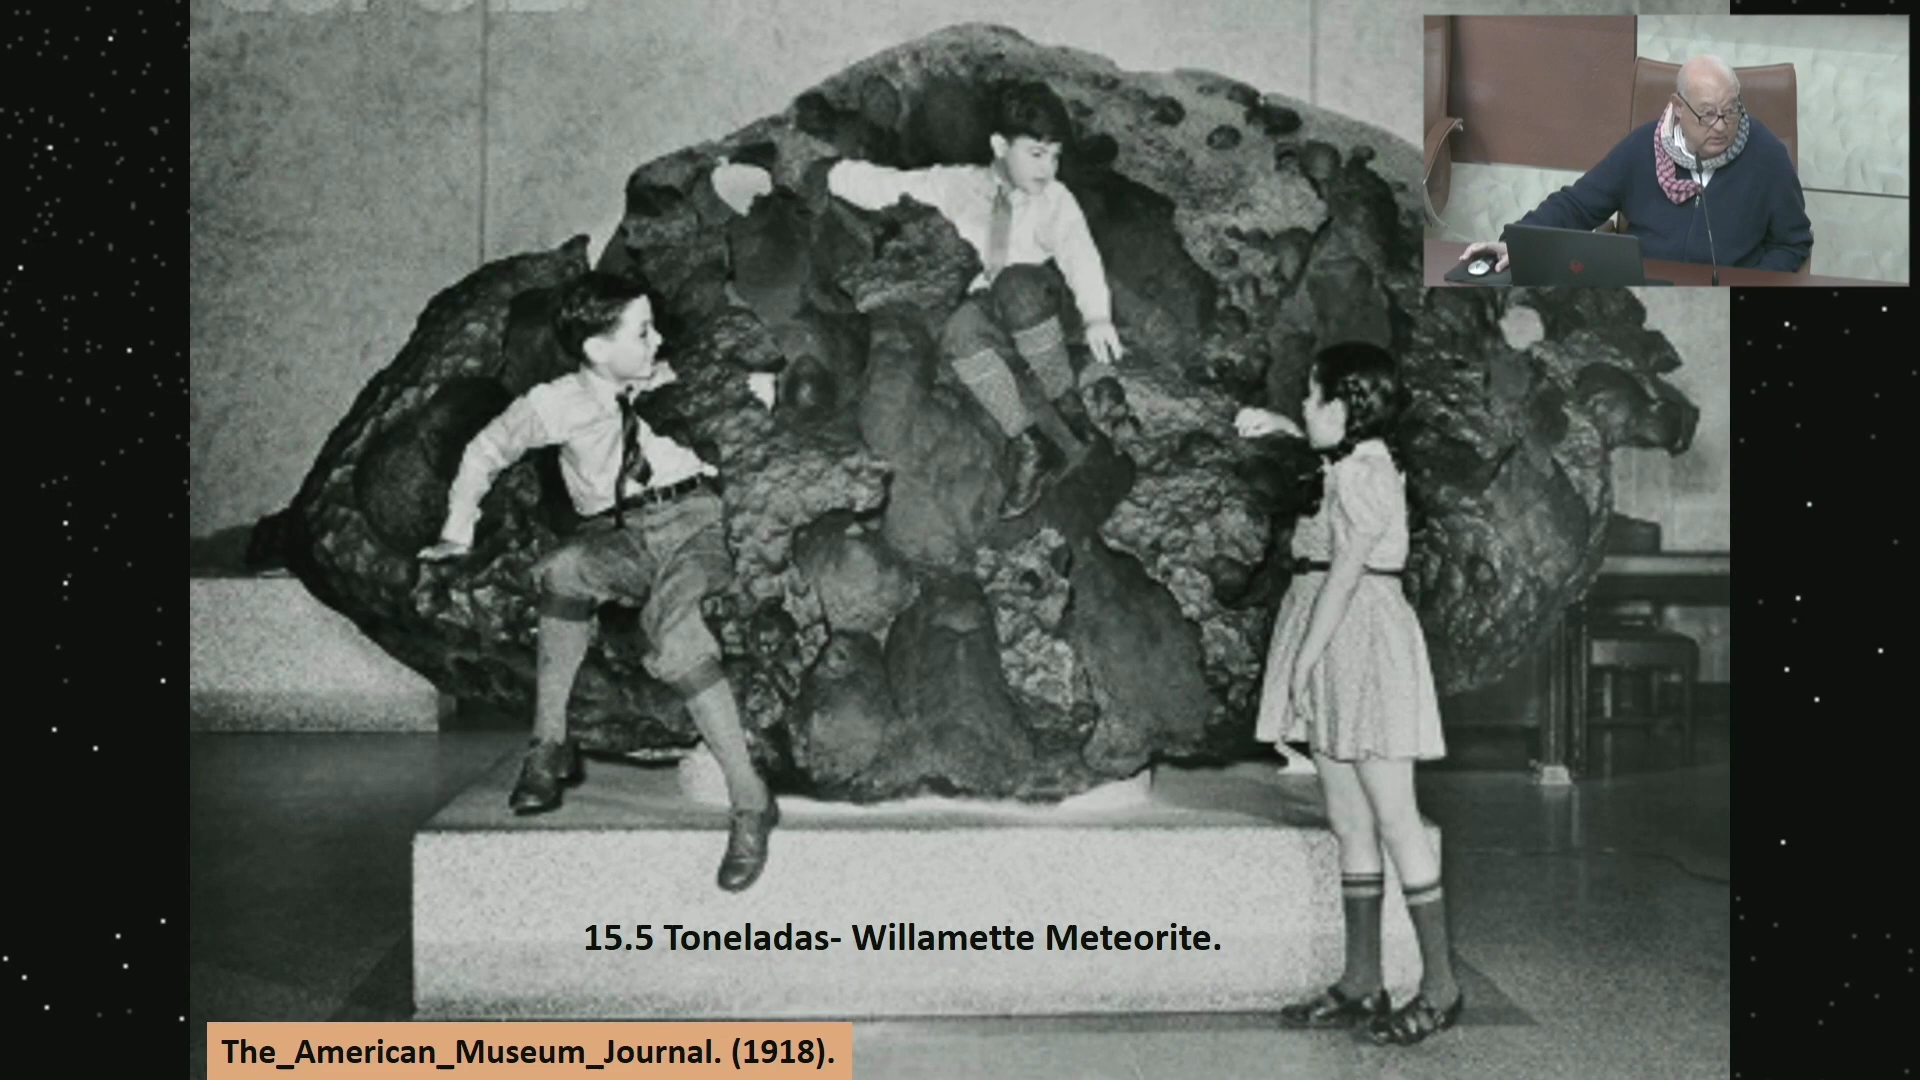 15.5 Toneladas- Willamette Meteorite.
The_American_Museum_Journal. (1918).